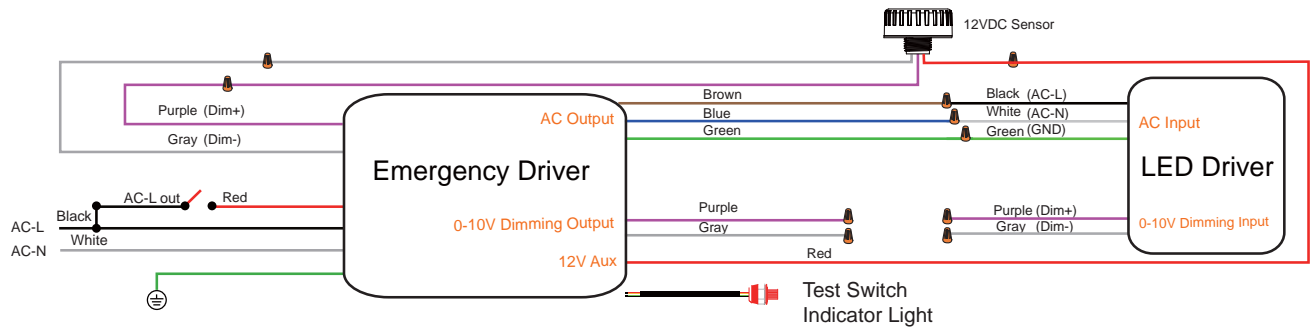 12VDC Sensor
Purple (Dim+)
Gray (Dim-)
AC-L out
Red
Black
AC-L
White
AC-N
Emergency Driver
AC Output
0-10V Dimming Output
12V Aux
Brown
Blue
Green
Purple
Gray
Red
Black (AC-L)
White (AC-N)
Green (GND)
Purple (Dim+)
Gray (Dim-)
AC Input
LED Driver
0-10V Dimming Input
Test Switch
Indicator Light